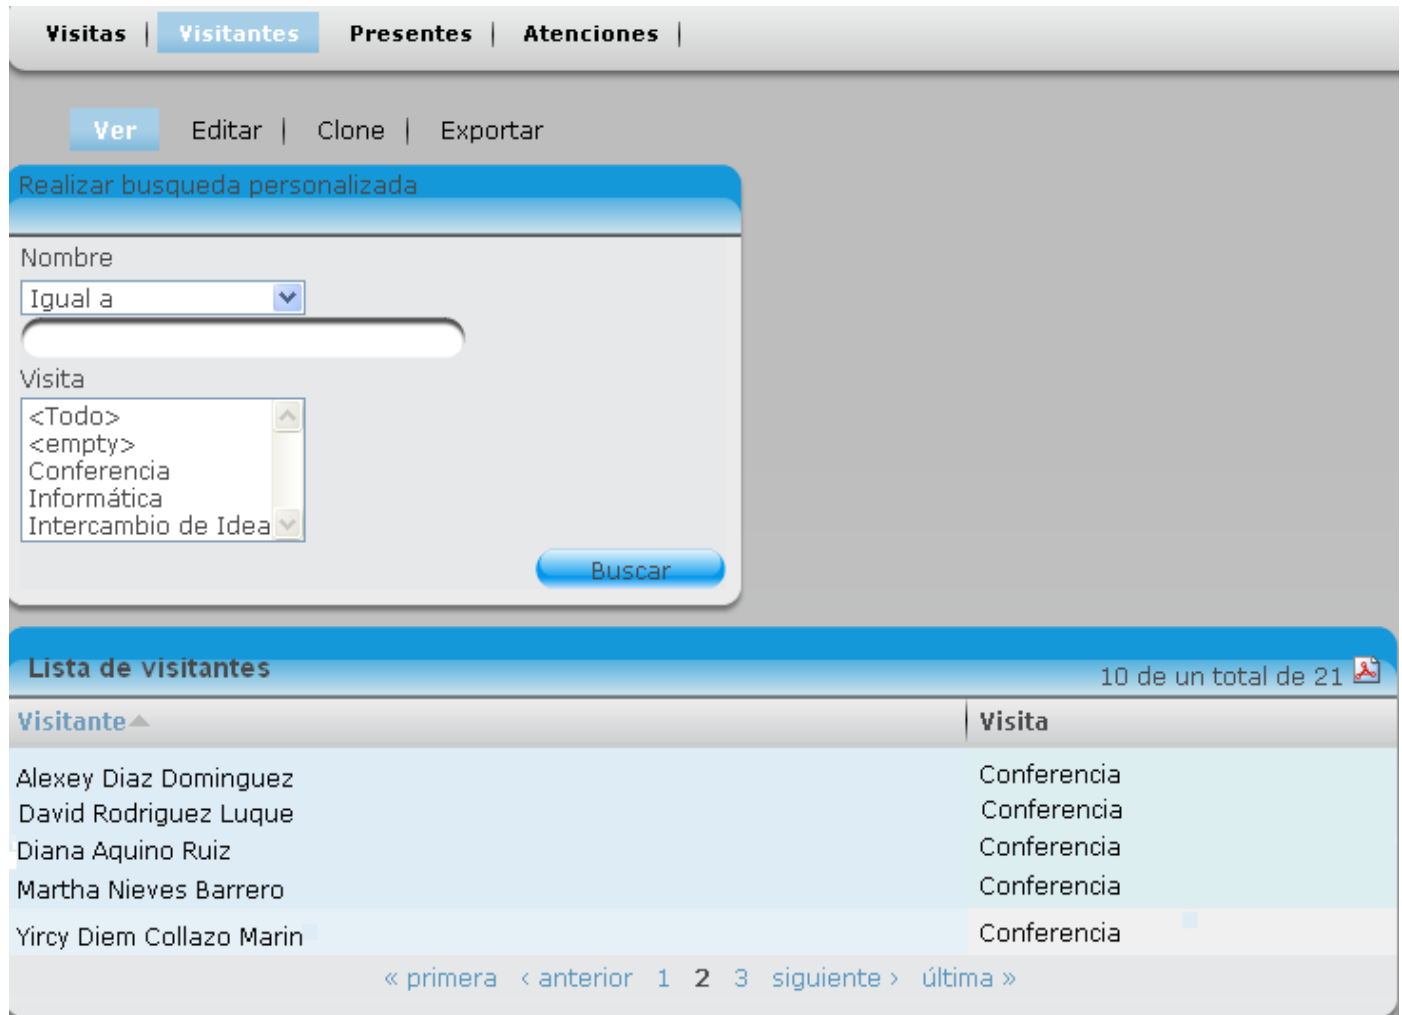 Visitas | Visitantes Presentes | Atenciones |
Ver Editar | Clone | Exportar
Realizar busqueda personalizada
Nombre
Igual a
Visita
<Todo>
<empty>
Conferencia
Informática
Intercambio de Idea
Buscar
Lista de visitantes 10 de un total de 21
Visitante Visita
Alexey Diaz Dominguez Conferencia
David Rodriguez Luque Conferencia
Diana Aquino Ruiz Conferencia
Martha Nieves Barrero Conferencia
Yircy Diem Collazo Marin Conferencia
« primera ‹ anterior 1 2 3 siguiente › última »